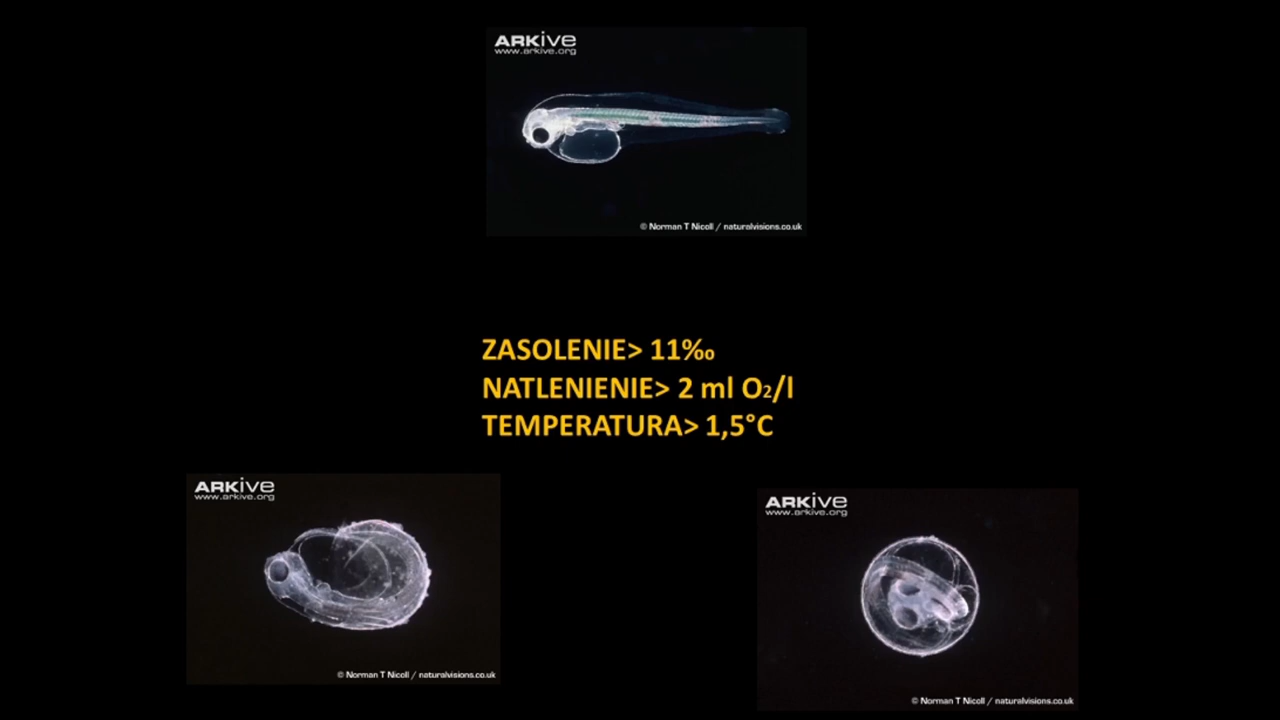 ARKive
www.arkive.org
© Norman T Nicoll / naturalvisions.co.uk
ZASOLENIE> 11‰
NATLENIENIE> 2 ml O₂/l
TEMPERATURA> 1,5°C
ARKive
www.arkive.org
© Norman T Nicoll / naturalvisions.co.uk
ARKive
www.arkive.org
© Norman T Nicoll / naturalvisions.co.uk